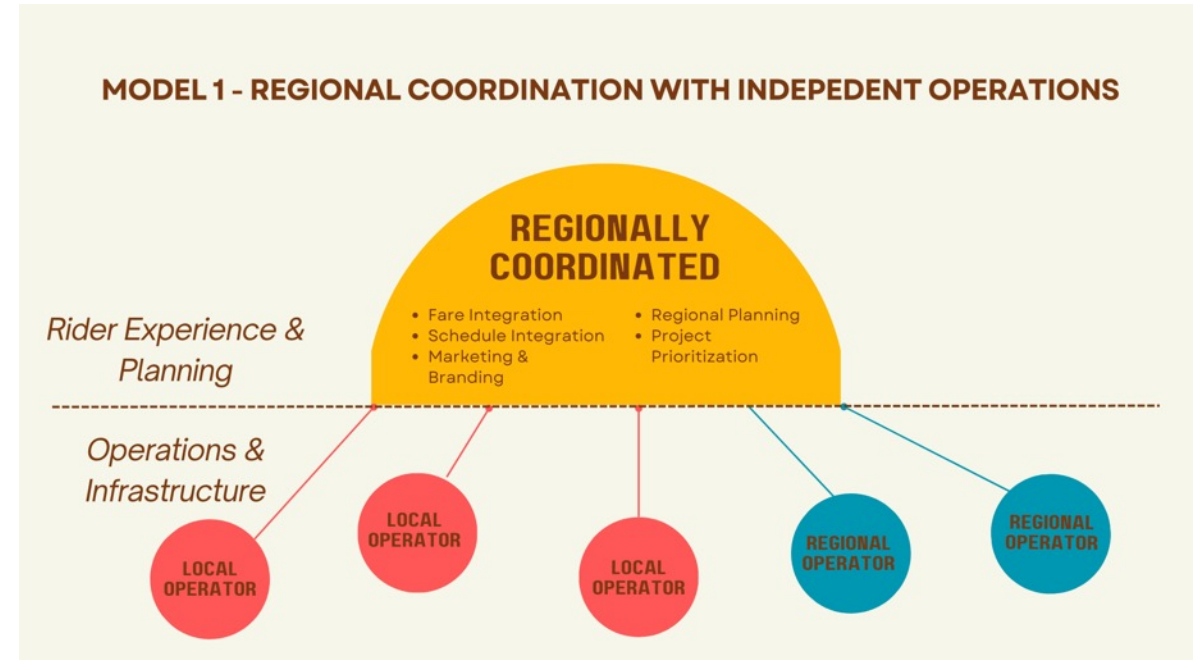 MODEL 1 - REGIONAL COORDINATION WITH INDEPEDENT OPERATIONS
REGIONALLY
COORDINATED
• Fare Integration
• Schedule Integration
• Marketing &
Branding
• Regional Planning
• Project
Prioritization
Rider Experience &
Planning
Operations &
Infrastructure
LOCAL
OPERATOR
LOCAL
OPERATOR
LOCAL
OPERATOR
REGIONAL
OPERATOR
REGIONAL
OPERATOR